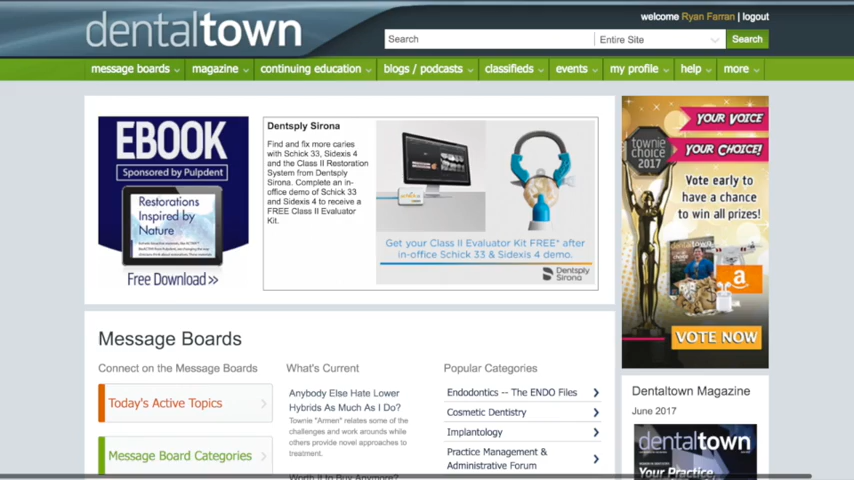 dentaltown
welcome Ryan Farran | logout
Search
Entire Site
Search
message boards
magazine
continuing education
blogs / podcasts
classifieds
events
my profile
help
more
EBOOK
Sponsored by Pulpdent
Restorations
Inspired by
Nature
Free Download>>
Dentsply Sirona
Find and fix more caries
with Schick 33, Sidexis 4
and the Class II Restoration
System from Dentsply
Sirona. Complete an in-
office demo of Schick 33
and Sidexis 4 to receive a
FREE Class II Evaluator
Kit.
Get your Class II Evaluator Kit FREE* after
in-office Schick 33 & Sidexis 4 demo.
Dentsply
Sirona
YOUR VOICE
YOUR CHOICE!
townie
choice
2017
Vote early to
have a chance
to win all prizes!
dentaltown
a
VOTE NOW
Message Boards
Connect on the Message Boards
Today's Active Topics
Message Board Categories
What's Current
Anybody Else Hate Lower
Hybrids As Much As I Do?
Townie "Armen" relates some of the
challenges and work arounds while
others provide novel approaches to
treatment.
Worth It to Buy Anymore?
Popular Categories
Endodontics -- The ENDO Files
Cosmetic Dentistry
Implantology
Practice Management &
Administrative Forum
Dentaltown Magazine
June 2017
dentaltown
Your Practice